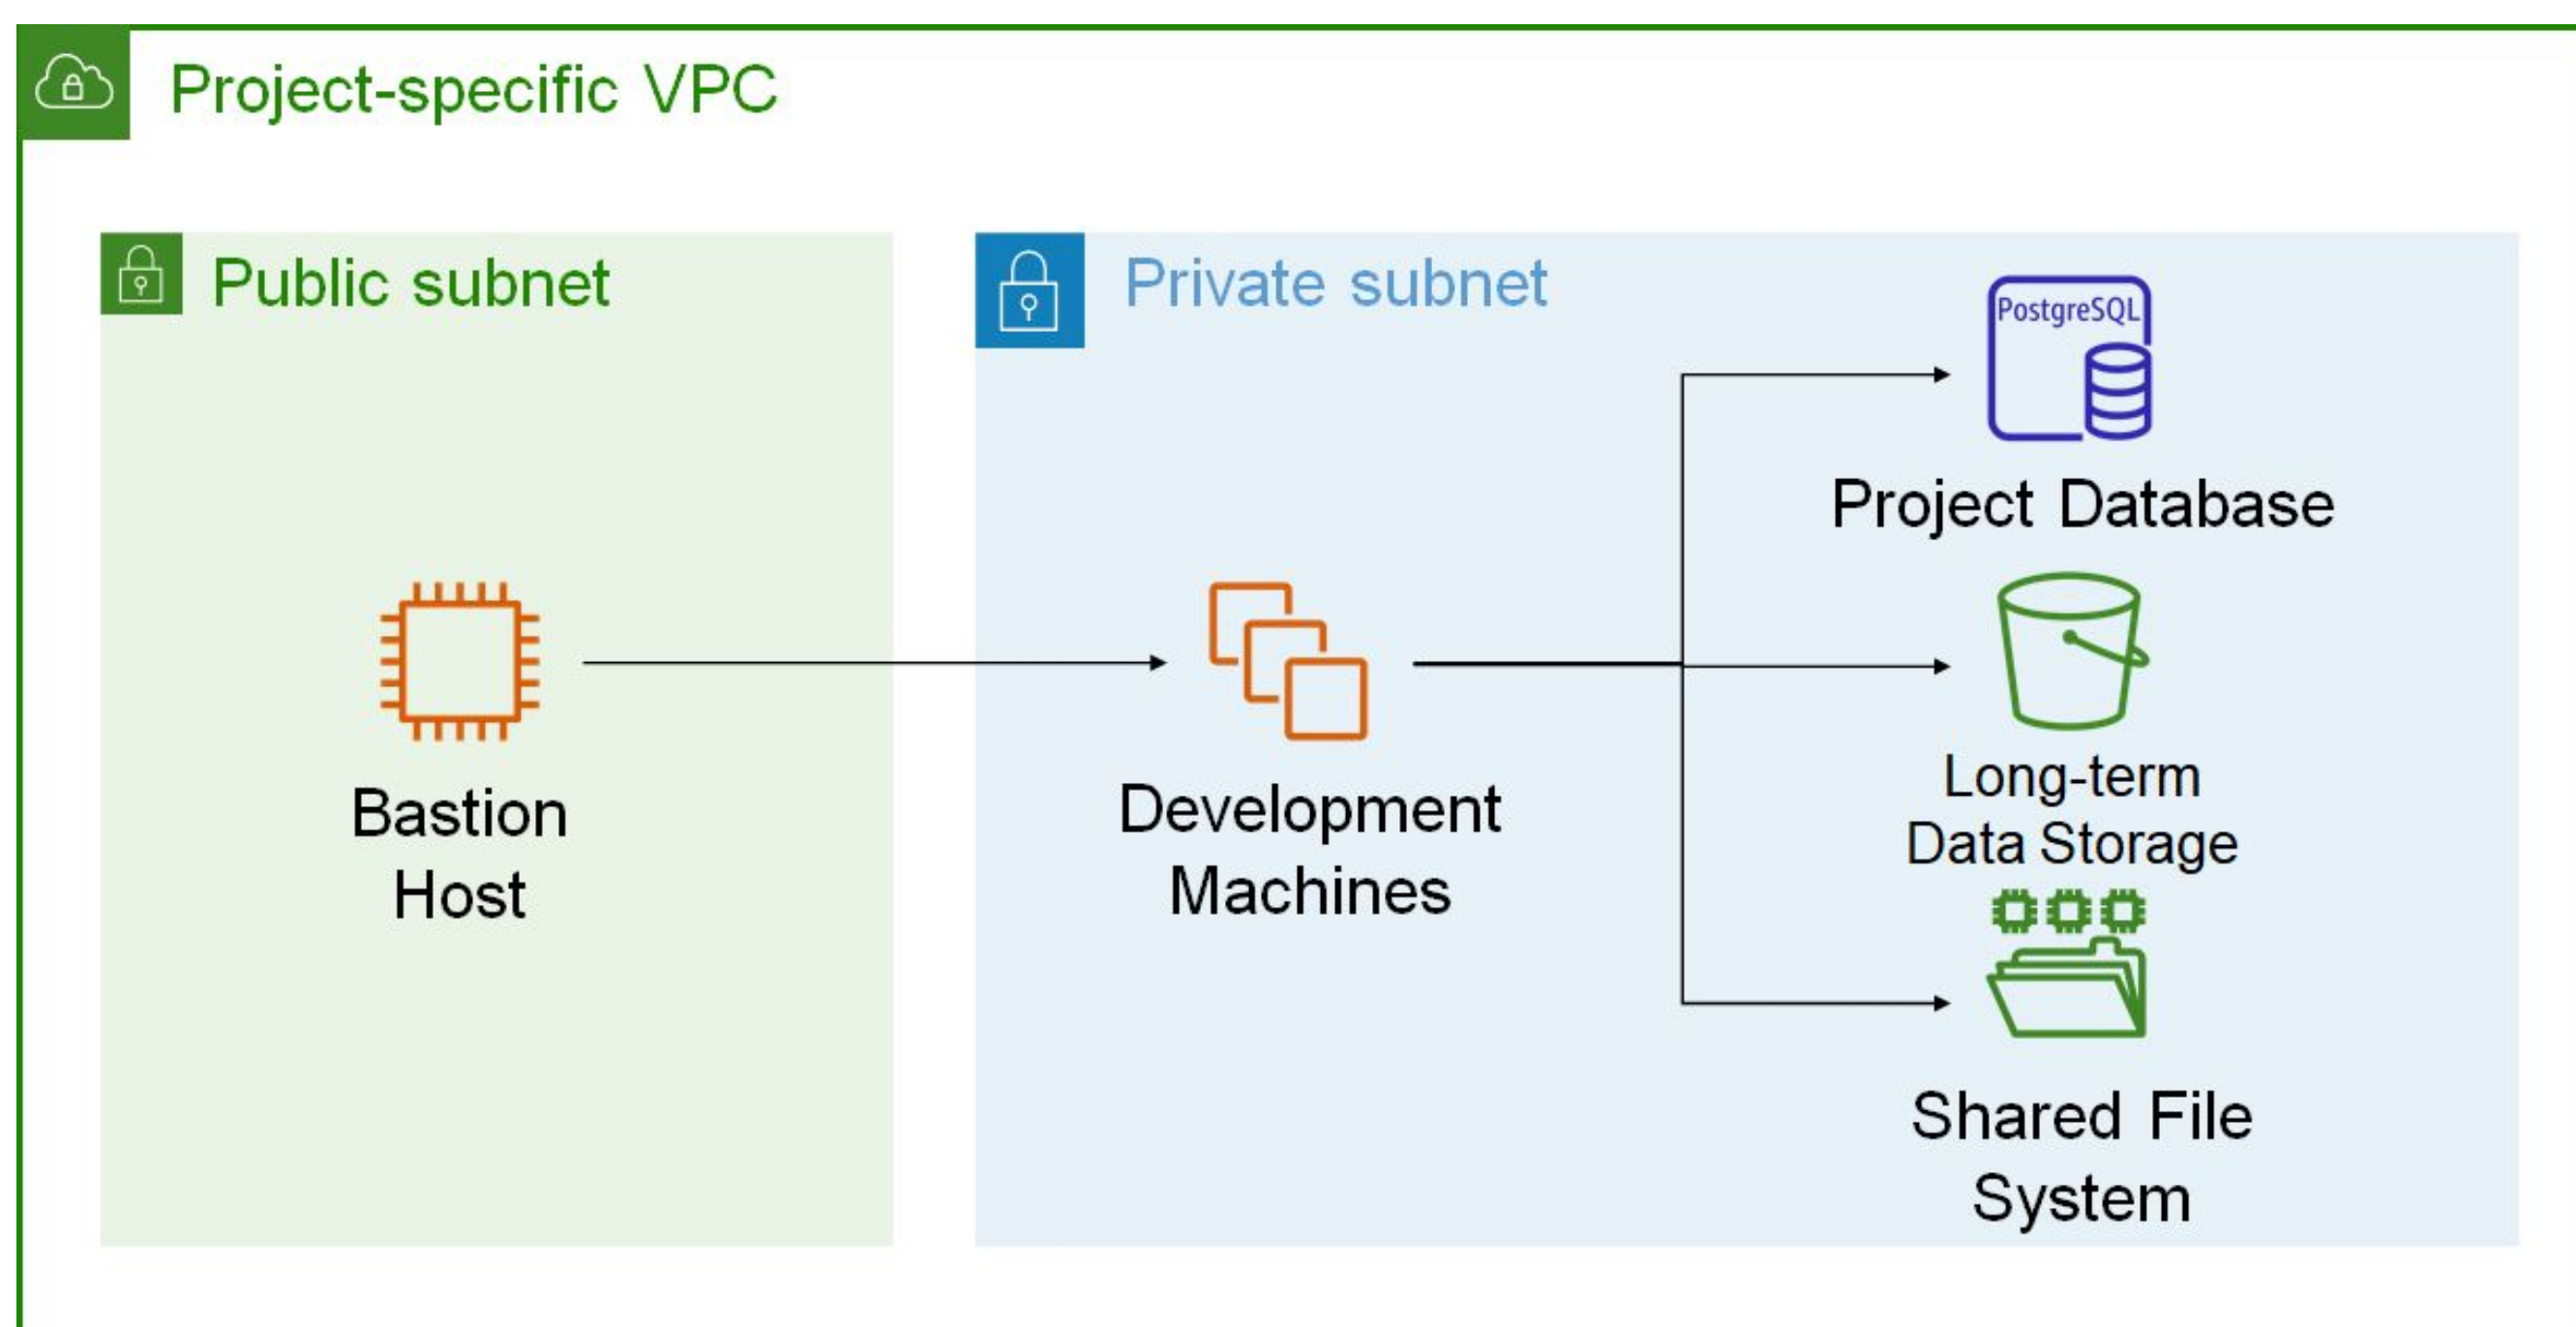 Project-specific VPC
Public subnet
Private subnet
PostgreSQL
Project Database
Bastion
Host
Development
Machines
Long-term
Data Storage
Shared File
System